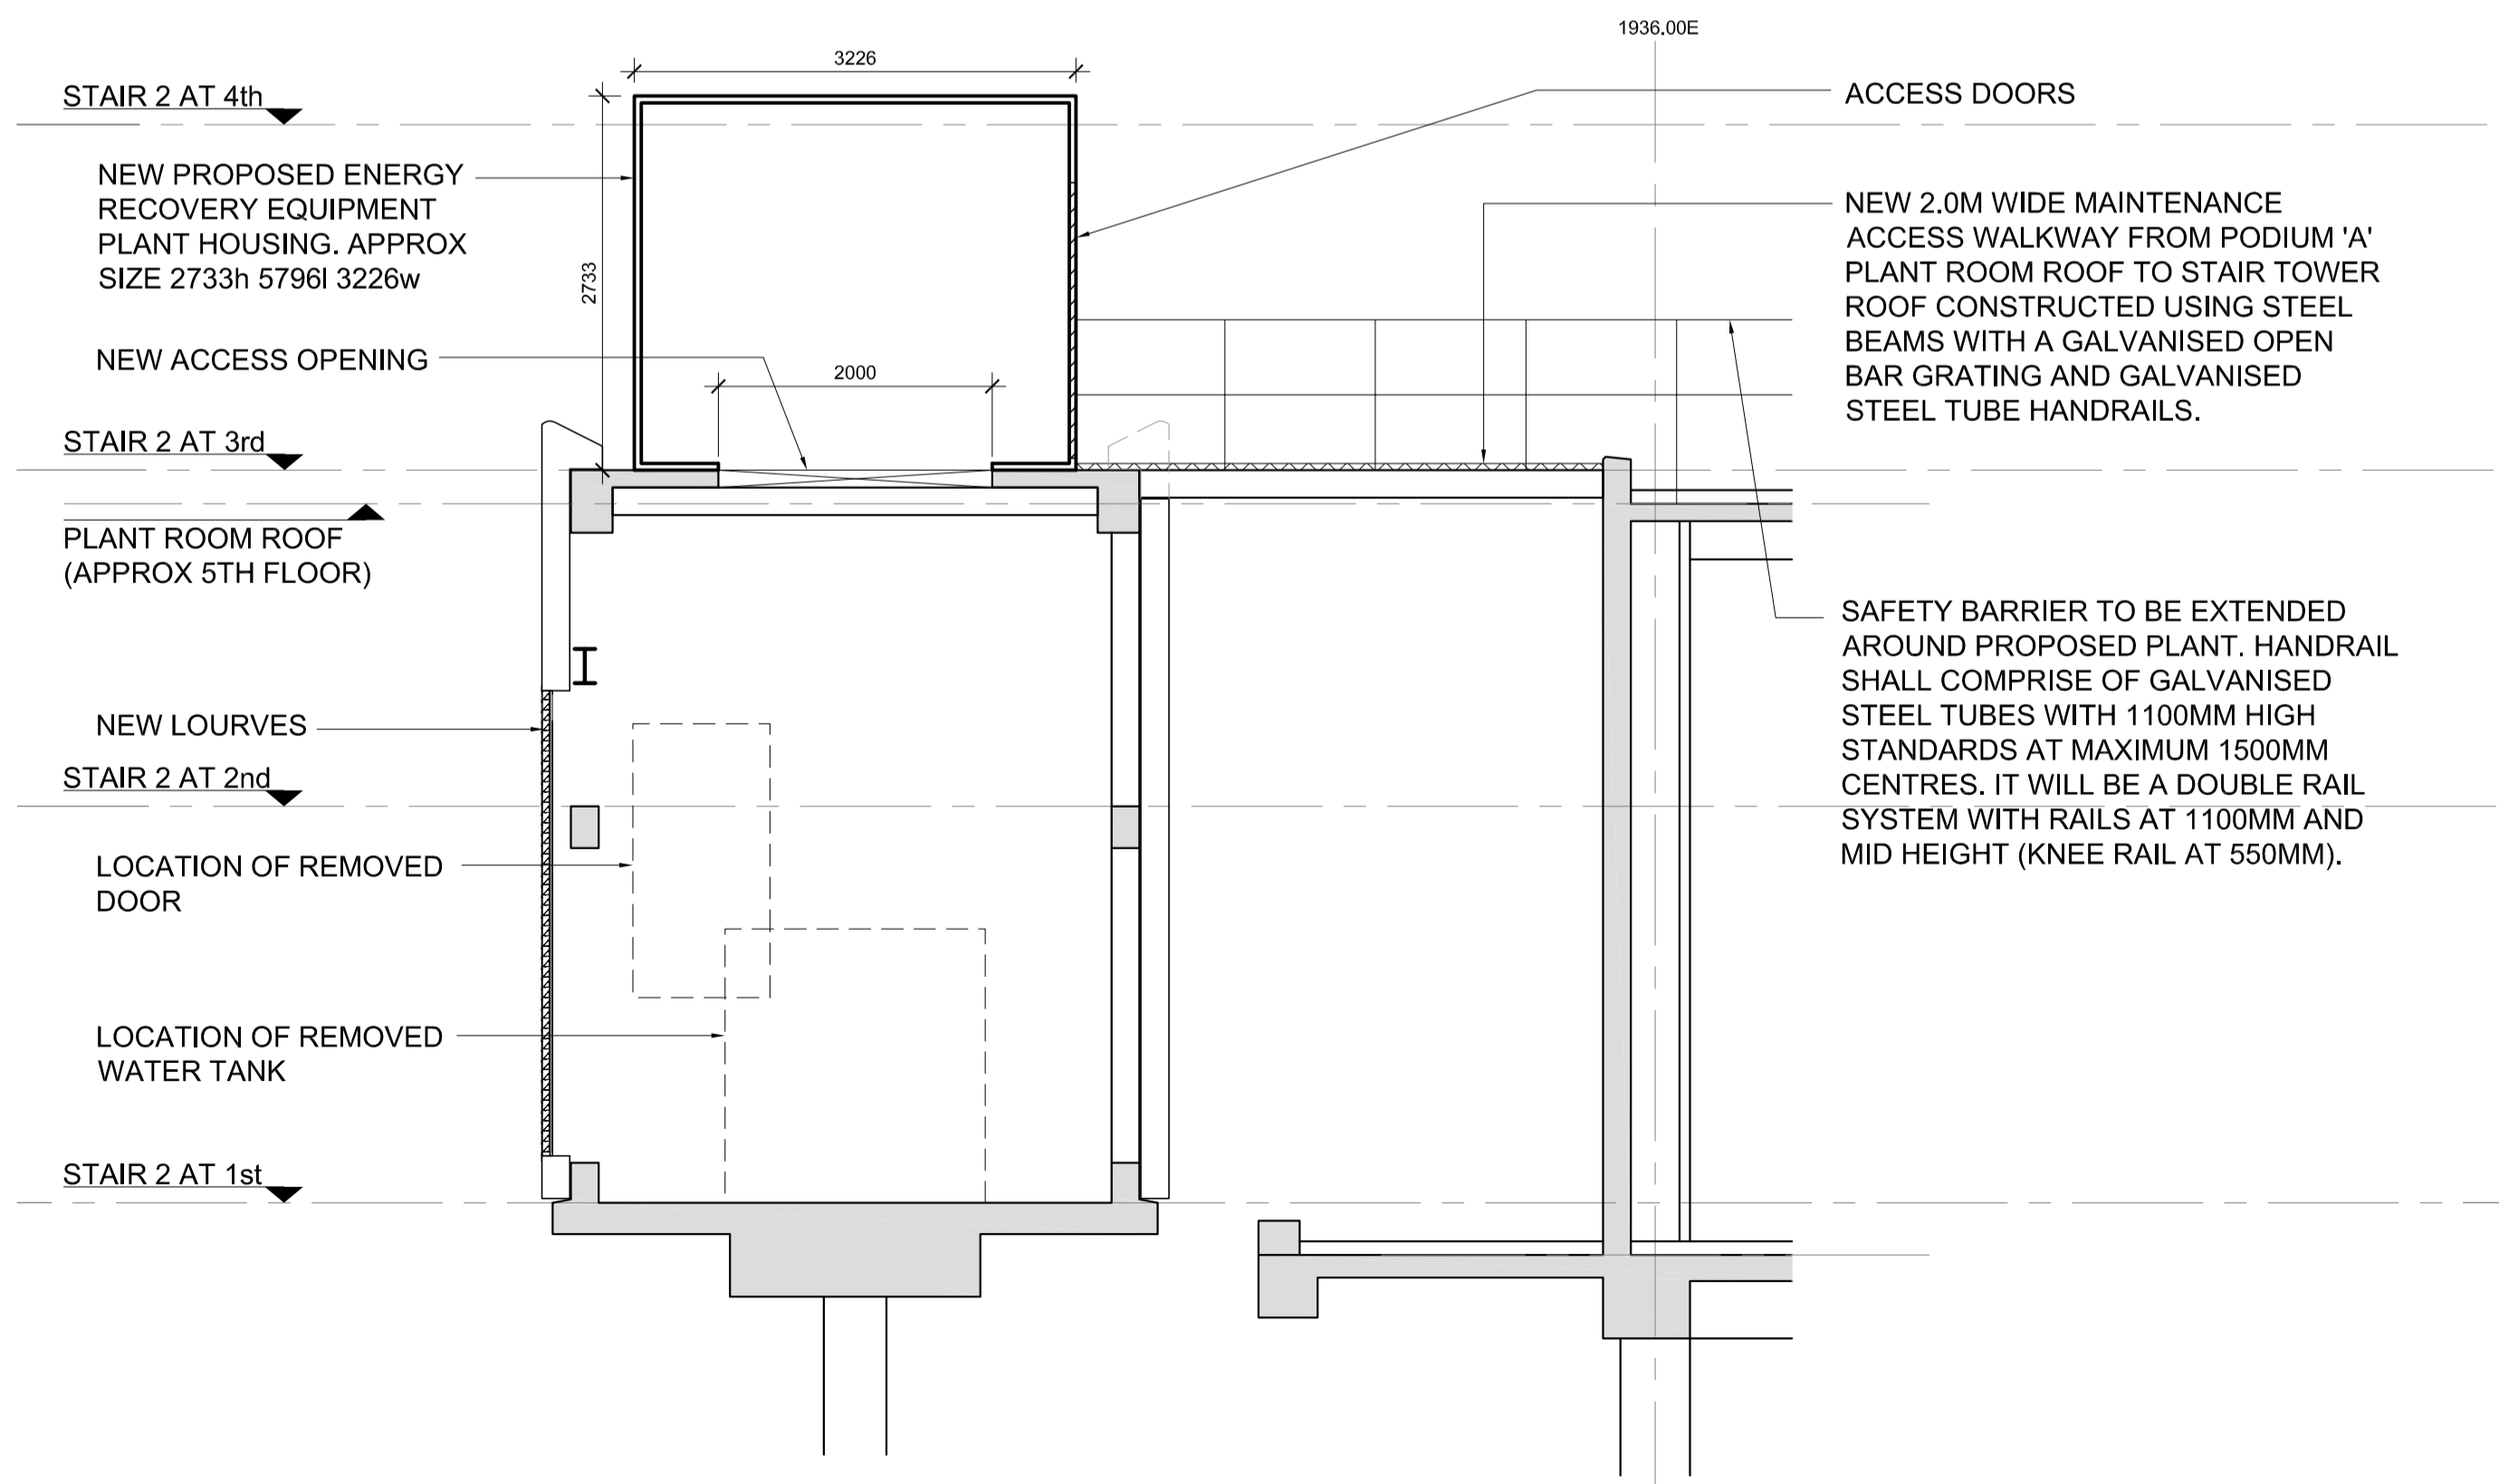 1936.00E
3226
STAIR 2 AT 4th
ACCESS DOORS
NEW PROPOSED ENERGY
RECOVERY EQUIPMENT
PLANT HOUSING. APPROX
SIZE 2733h 5796l 3226w
2733
NEW 2.0M WIDE MAINTENANCE
ACCESS WALKWAY FROM PODIUM 'A'
PLANT ROOM ROOF TO STAIR TOWER
ROOF CONSTRUCTED USING STEEL
BEAMS WITH A GALVANISED OPEN
BAR GRATING AND GALVANISED
STEEL TUBE HANDRAILS.
NEW ACCESS OPENING
2000
STAIR 2 AT 3rd
PLANT ROOM ROOF
(APPROX 5TH FLOOR)
SAFETY BARRIER TO BE EXTENDED
AROUND PROPOSED PLANT. HANDRAIL
SHALL COMPRISE OF GALVANISED
STEEL TUBES WITH 1100MM HIGH
STANDARDS AT MAXIMUM 1500MM
CENTRES. IT WILL BE A DOUBLE RAIL
SYSTEM WITH RAILS AT 1100MM AND
MID HEIGHT (KNEE RAIL AT 550MM).
NEW LOURVES
STAIR 2 AT 2nd
LOCATION OF REMOVED
DOOR
LOCATION OF REMOVED
WATER TANK
STAIR 2 AT 1st